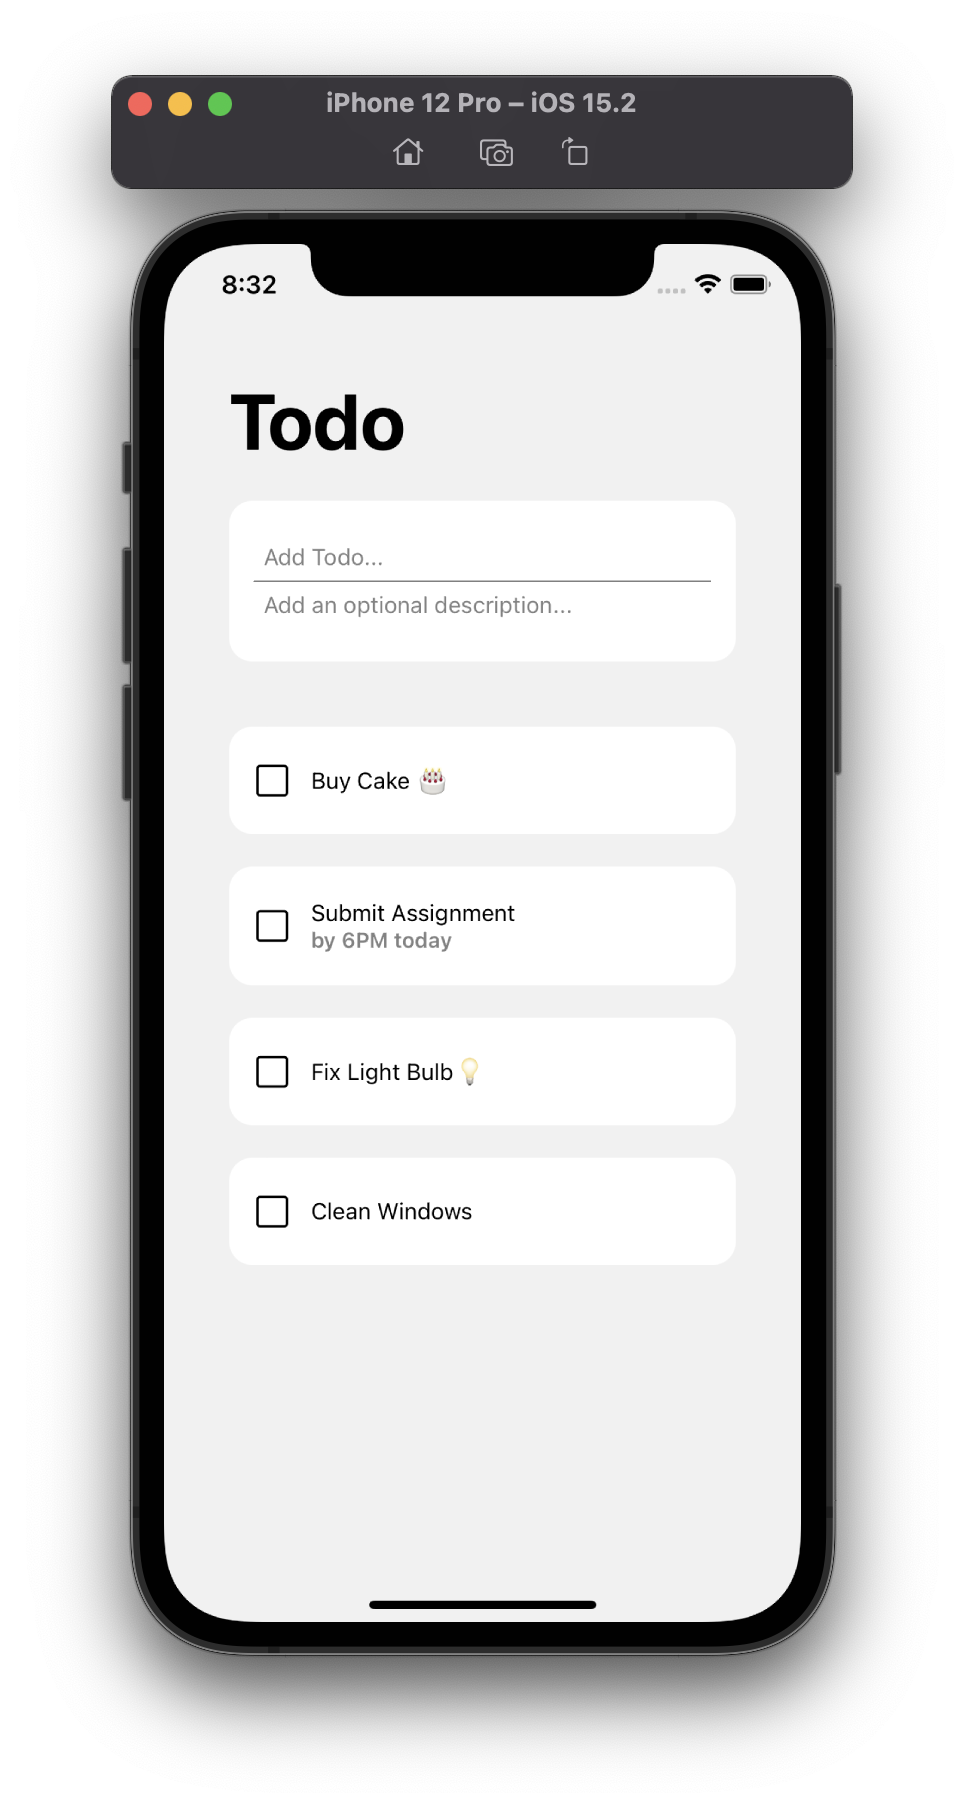 iPhone 12 Pro – iOS 15.2
8:32
Todo
Add Todo...
Add an optional description...
Buy Cake 🎂
Submit Assignment
by 6PM today
Fix Light Bulb 💡
Clean Windows